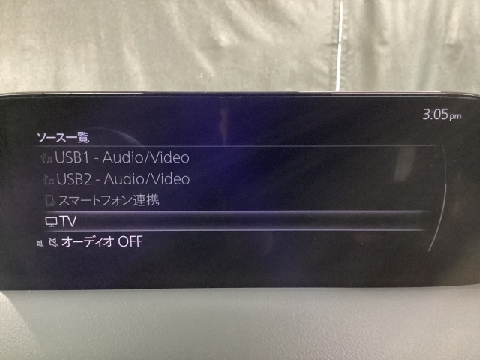 3:05pm
ソース一覧
USB1 - Audio/Video
USB2 - Audio/Video
スマートフォン連携
TV
オーディオ OFF